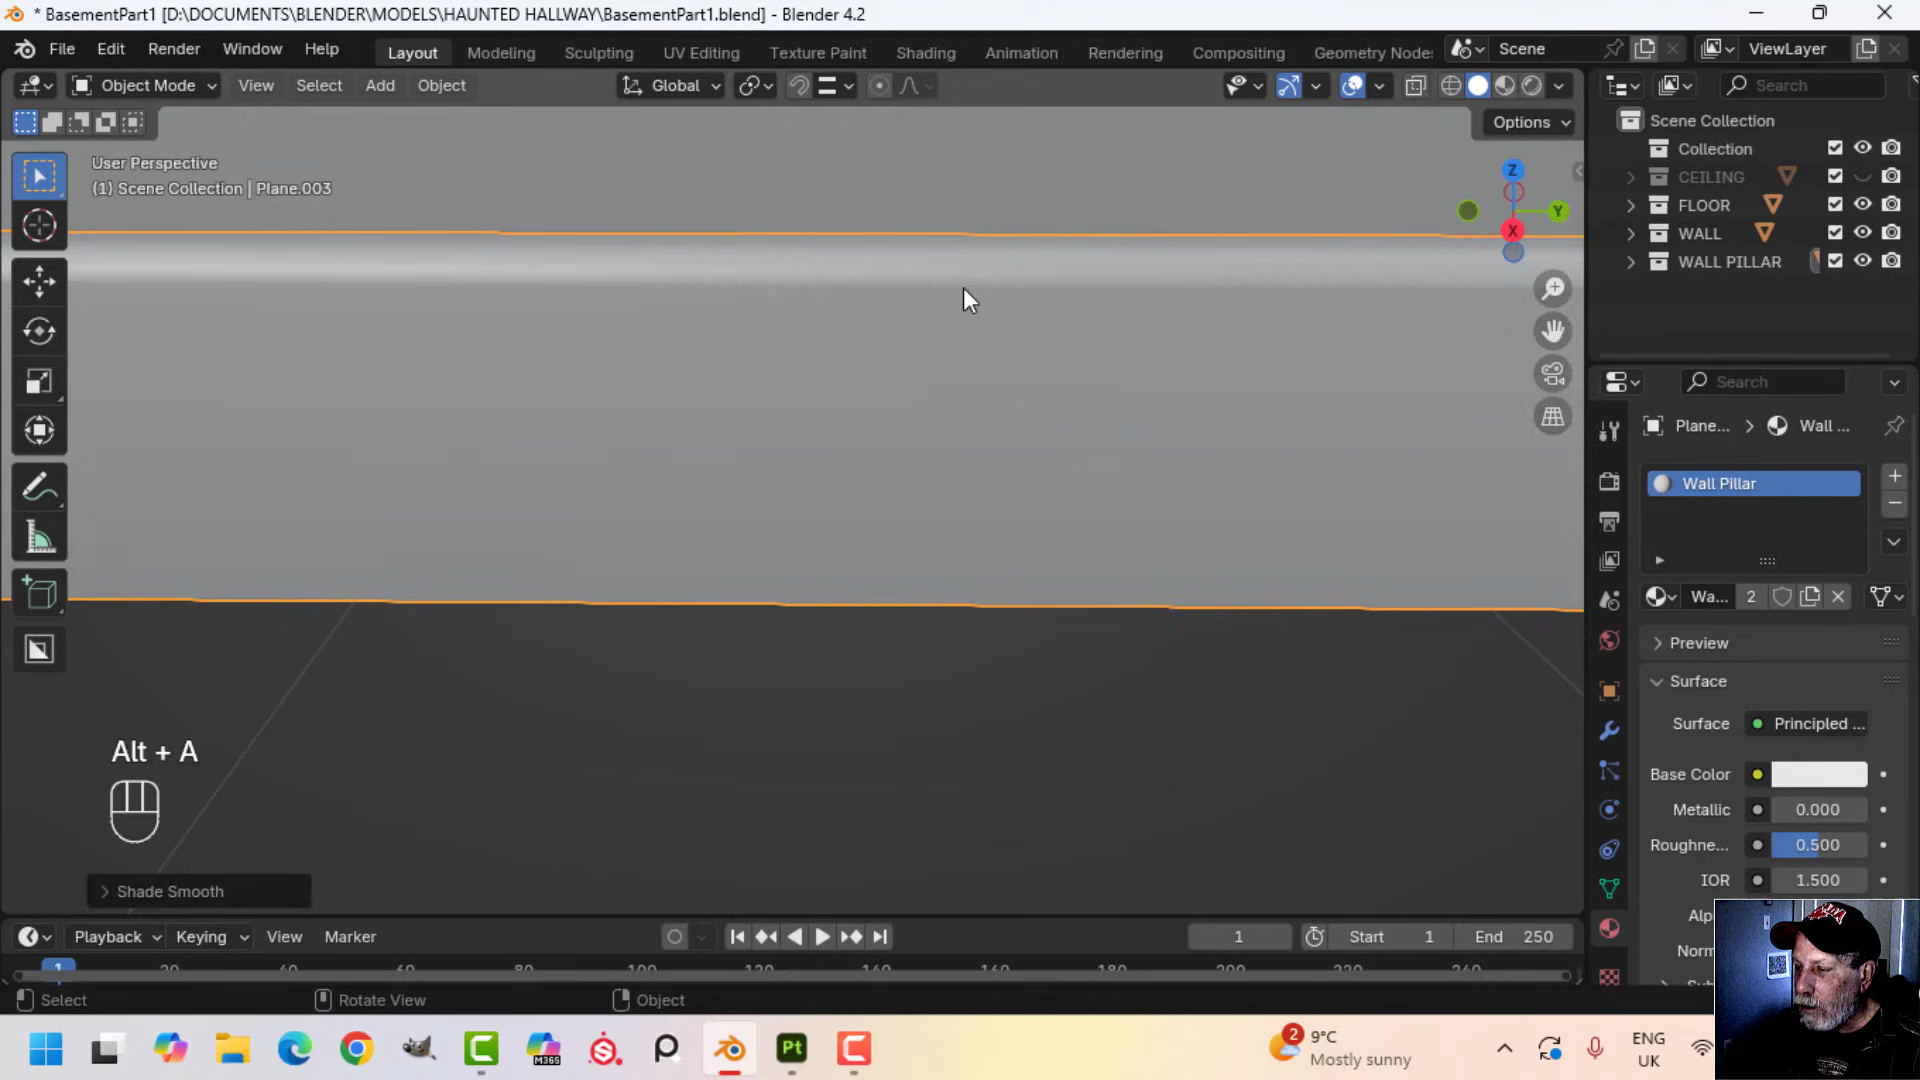 * BasementPart1 [D:\DOCUMENTS\BLENDER\MODELS\HAUNTED HALLWAY\BasementPart1.blend] - Blender 4.2
File Edit Render Window Help Layout Modeling Sculpting UV Editing Texture Paint Shading Animation Rendering Compositing Geometry Nodes Scene ViewLayer
Object Mode View Select Add Object Global Search
Options
User Perspective
(1) Scene Collection | Plane.003
Z
Y
X
Scene Collection
Collection
CEILING
FLOOR
WALL
WALL PILLAR
Search
Plane... > Wall ...
Wall Pillar
Wa... 2
Preview
Surface
Surface Principled ...
Base Color
Metallic 0.000
Roughne... 0.500
IOR 1.500
Alp
Norm
Alt + A
Shade Smooth
Playback Keying View Marker 1 Start 1 End 250
1 20 40 60 80 100 120 140 160 180 200 220 240
Select Rotate View Object
M365
Pt
2
9°C
Mostly sunny
ENG
UK